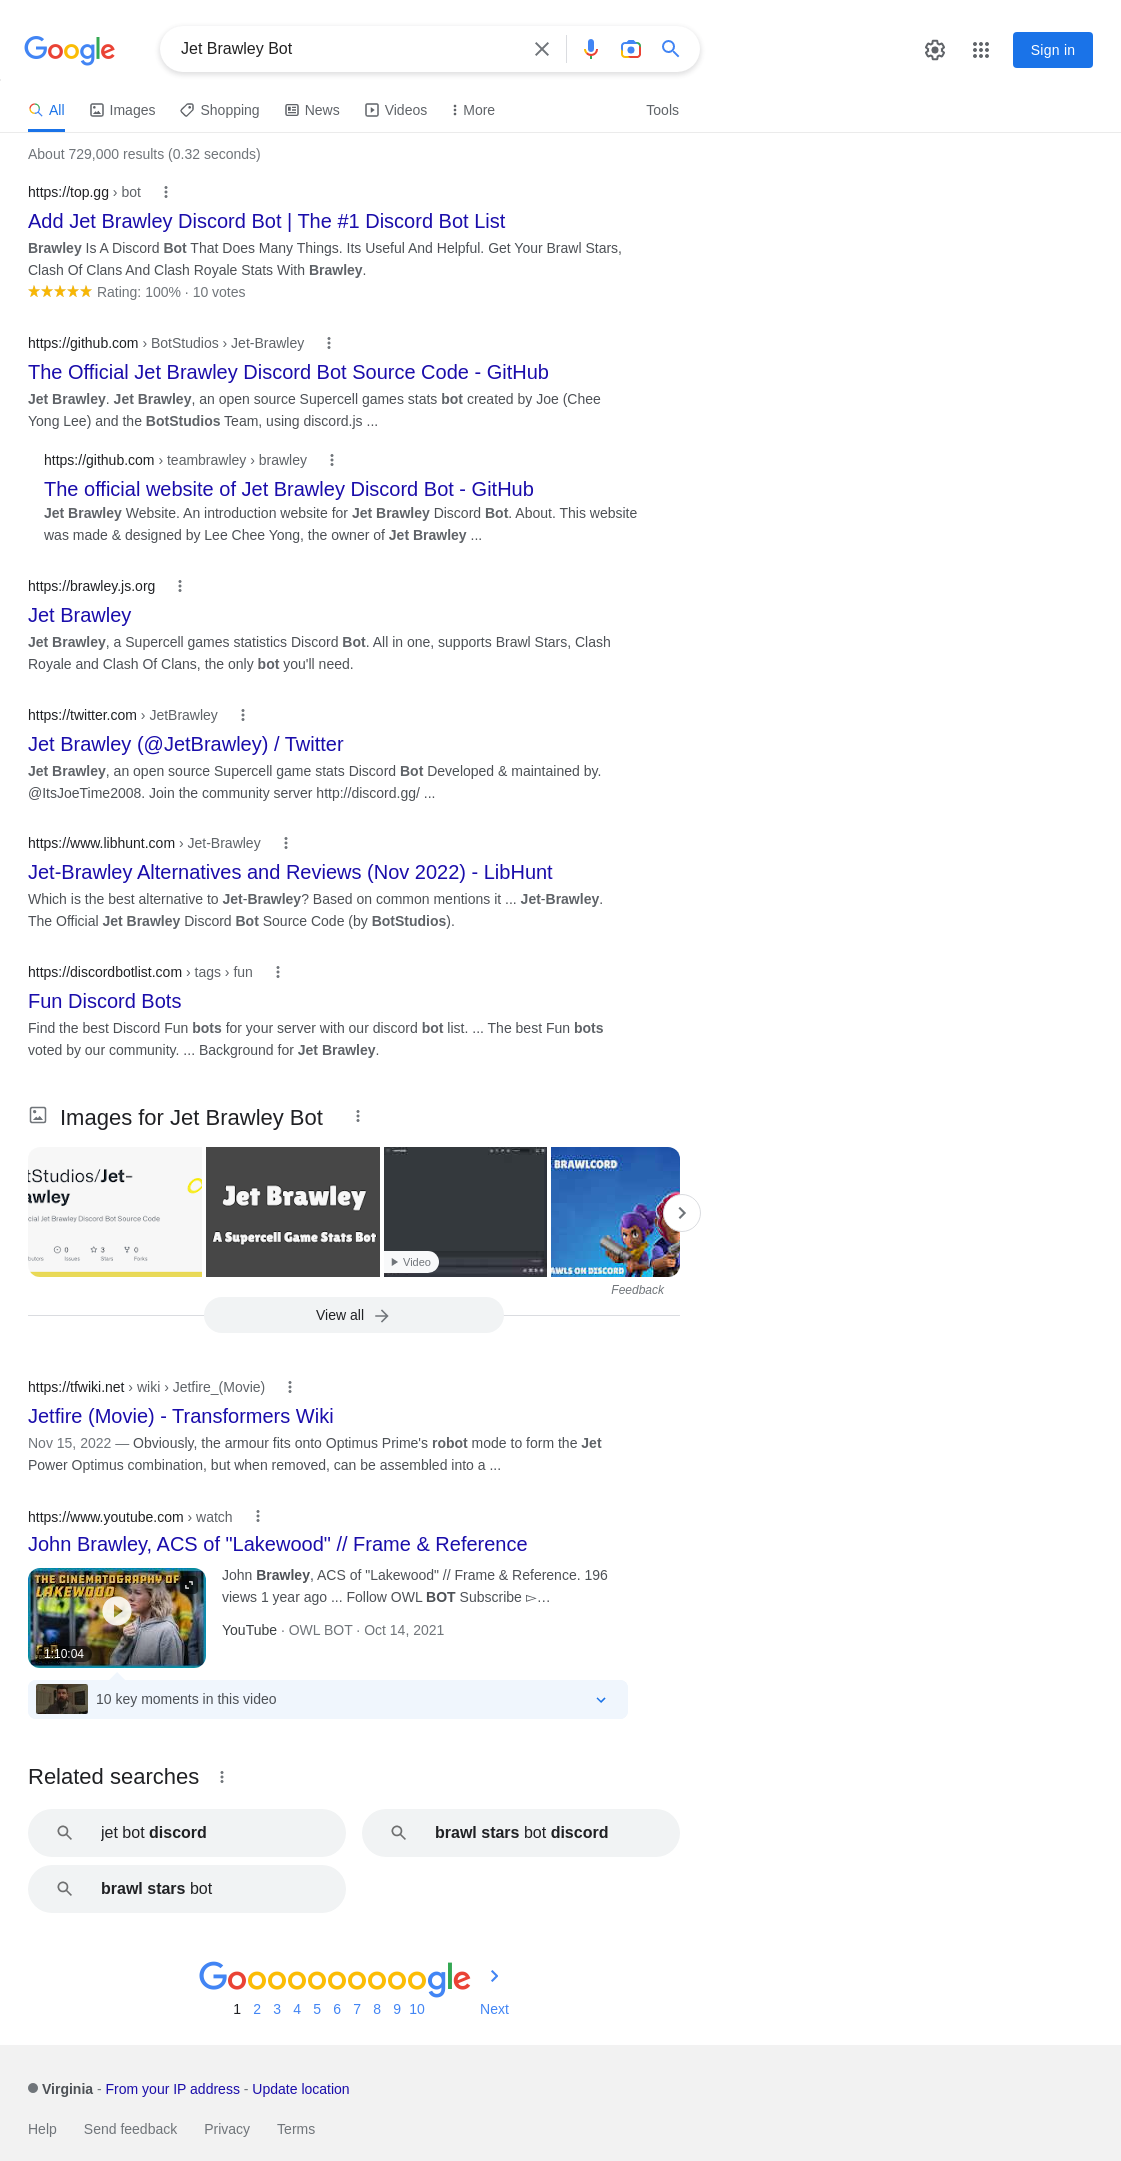 Google
Jet Brawley Bot
Sign in
All
Images
Shopping
News
Videos
More
Tools
About 729,000 results (0.32 seconds)
https://top.gg › bot
Add Jet Brawley Discord Bot | The #1 Discord Bot List
Brawley Is A Discord Bot That Does Many Things. Its Useful And Helpful. Get Your Brawl Stars,
Clash Of Clans And Clash Royale Stats With Brawley.
Rating: 100% · 10 votes
https://github.com › BotStudios › Jet-Brawley
The Official Jet Brawley Discord Bot Source Code - GitHub
Jet Brawley. Jet Brawley, an open source Supercell games stats bot created by Joe (Chee
Yong Lee) and the BotStudios Team, using discord.js ...
https://github.com › teambrawley › brawley
The official website of Jet Brawley Discord Bot - GitHub
Jet Brawley Website. An introduction website for Jet Brawley Discord Bot. About. This website
was made & designed by Lee Chee Yong, the owner of Jet Brawley ...
https://brawley.js.org
Jet Brawley
Jet Brawley, a Supercell games statistics Discord Bot. All in one, supports Brawl Stars, Clash
Royale and Clash Of Clans, the only bot you'll need.
https://twitter.com › JetBrawley
Jet Brawley (@JetBrawley) / Twitter
Jet Brawley, an open source Supercell game stats Discord Bot Developed & maintained by.
@ItsJoeTime2008. Join the community server http://discord.gg/ ...
https://www.libhunt.com › Jet-Brawley
Jet-Brawley Alternatives and Reviews (Nov 2022) - LibHunt
Which is the best alternative to Jet-Brawley? Based on common mentions it ... Jet-Brawley.
The Official Jet Brawley Discord Bot Source Code (by BotStudios).
https://discordbotlist.com › tags › fun
Fun Discord Bots
Find the best Discord Fun bots for your server with our discord bot list. ... The best Fun bots
voted by our community. ... Background for Jet Brawley.
Images for Jet Brawley Bot
tStudios/Jet-
awley
cial Jet Brawley Discord Bot Source Code
0
3
0
butors
Issues
Stars
Forks
Jet Brawley
A Supercell Game Stats Bot
Video
BRAWLCORD
AWLS ON DISCORD
Feedback
View all
https://tfwiki.net › wiki › Jetfire_(Movie)
Jetfire (Movie) - Transformers Wiki
Nov 15, 2022 — Obviously, the armour fits onto Optimus Prime's robot mode to form the Jet
Power Optimus combination, but when removed, can be assembled into a ...
https://www.youtube.com › watch
John Brawley, ACS of "Lakewood" // Frame & Reference
THE CINEMATOGRAPHY OF
LAKEWOOD
1:10:04
John Brawley, ACS of "Lakewood" // Frame & Reference. 196
views 1 year ago ... Follow OWL BOT Subscribe ▻…
YouTube · OWL BOT · Oct 14, 2021
10 key moments in this video
Related searches
jet bot discord
brawl stars bot discord
brawl stars bot
Goooooooooogle
1 2 3 4 5 6 7 8 9 10 Next
Virginia - From your IP address - Update location
Help
Send feedback
Privacy
Terms